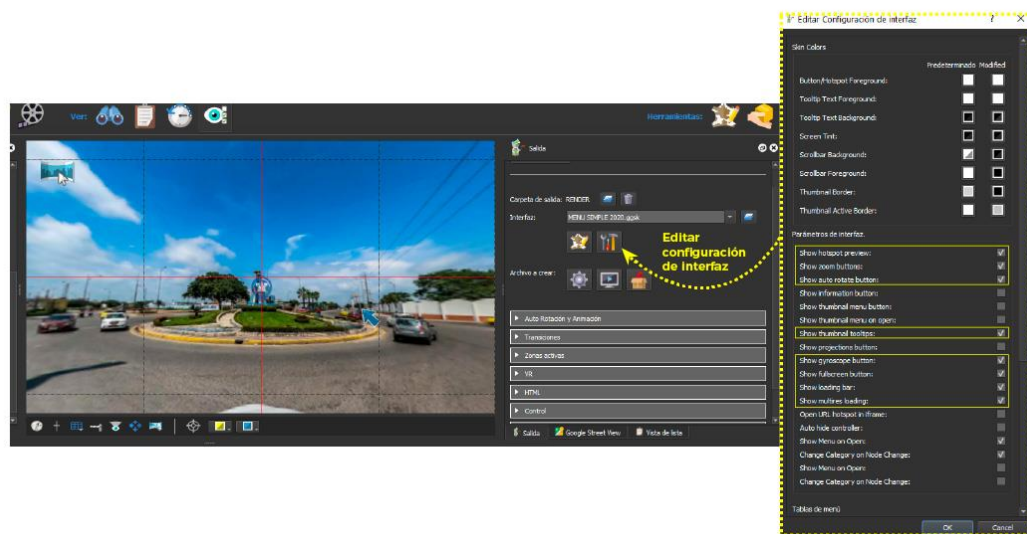 Ver:
Herramientas:
Salida
Carpeta de salida: RENDER
Interfaz: MENU SIMPLE 2020.ggsk
Editar
configuración
de interfaz
Archivo a crear:
Auto Rotación y Animación
Transiciones
Zonas activas
VR
HTML
Control
Salida
Google Street View
Vista de lista
Editar Configuración de interfaz ? X
Skin Colors
Predeterminado Modified
Button/Hotspot Foreground:
Tooltip Text Foreground:
Tooltip Text Background:
Screen Tint:
Scrollbar Background:
Scrollbar Foreground:
Thumbnail Border:
Thumbnail Active Border:
Parámetros de interfaz.
Show hotspot preview:
Show zoom buttons:
Show auto rotate button:
Show information button:
Show thumbnail menu button:
Show thumbnail menu on open:
Show thumbnail tooltips:
Show projections button:
Show gyroscope button:
Show fullscreen button:
Show loading bar:
Show multires loading:
Open URL hotspot in iframe:
Auto hide controller:
Show Menu on Open:
Change Category on Node Change:
Show Menu on Open:
Change Category on Node Change:
Tablas de menú
OK
Cancel